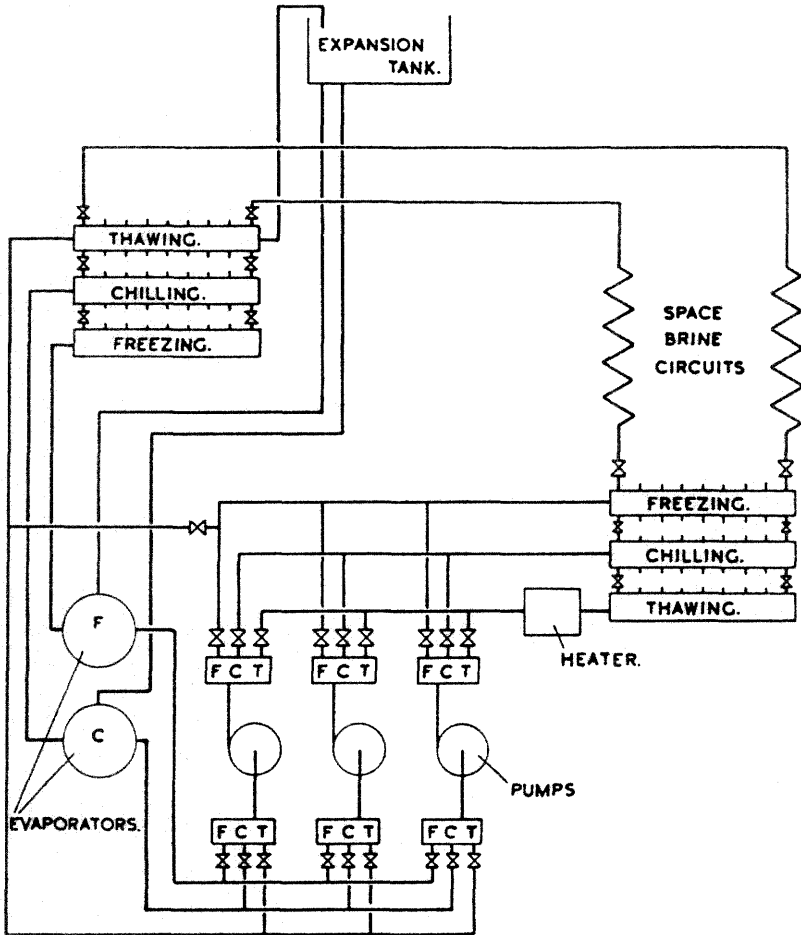 EXPANSION
TANK.
THAWING.
CHILLING.
FREEZING.
SPACE
BRINE
CIRCUITS
FREEZING.
CHILLING.
THAWING.
HEATER.
F
F C T
F C T
F C T
C
PUMPS
EVAPORATORS.
F C T
F C T
F C T